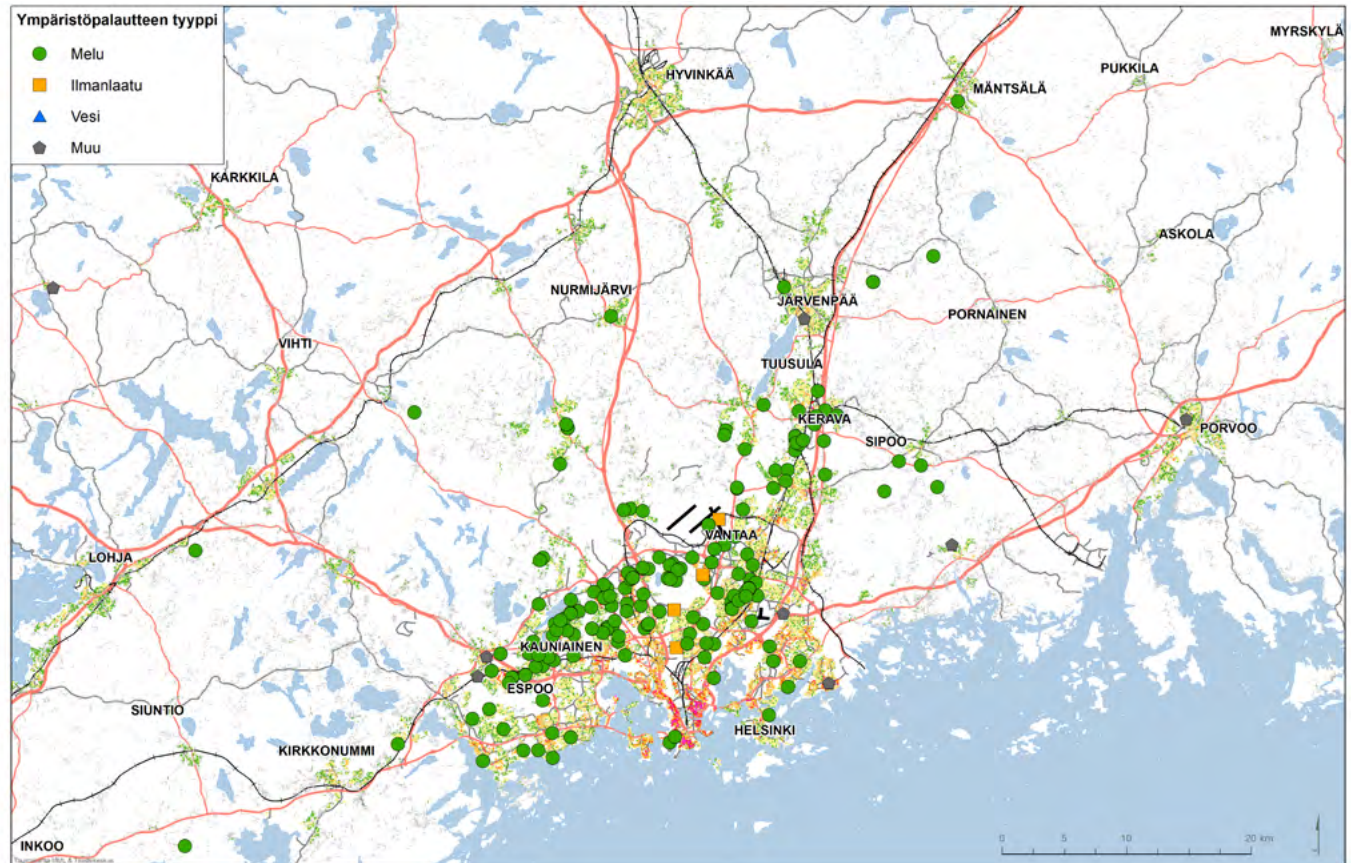 Ympäristöpalautteen tyyppi
Melu
Ilmanlaatu
Vesi
Muu
MYRSKYLÄ
PUKKILA
HYVINKÄÄ
MÄNTSÄLÄ
KARKKILA
ASKOLA
NURMIJÄRVI
JÄRVENPÄÄ
PORNAINEN
VIHTI
TUUSULA
KERAVA
SIPOO
PORVOO
VANTAA
LOHJA
KAUNIAINEN
ESPOO
SIUNTIO
HELSINKI
KIRKKONUMMI
INKOO
0 5 10 20 km